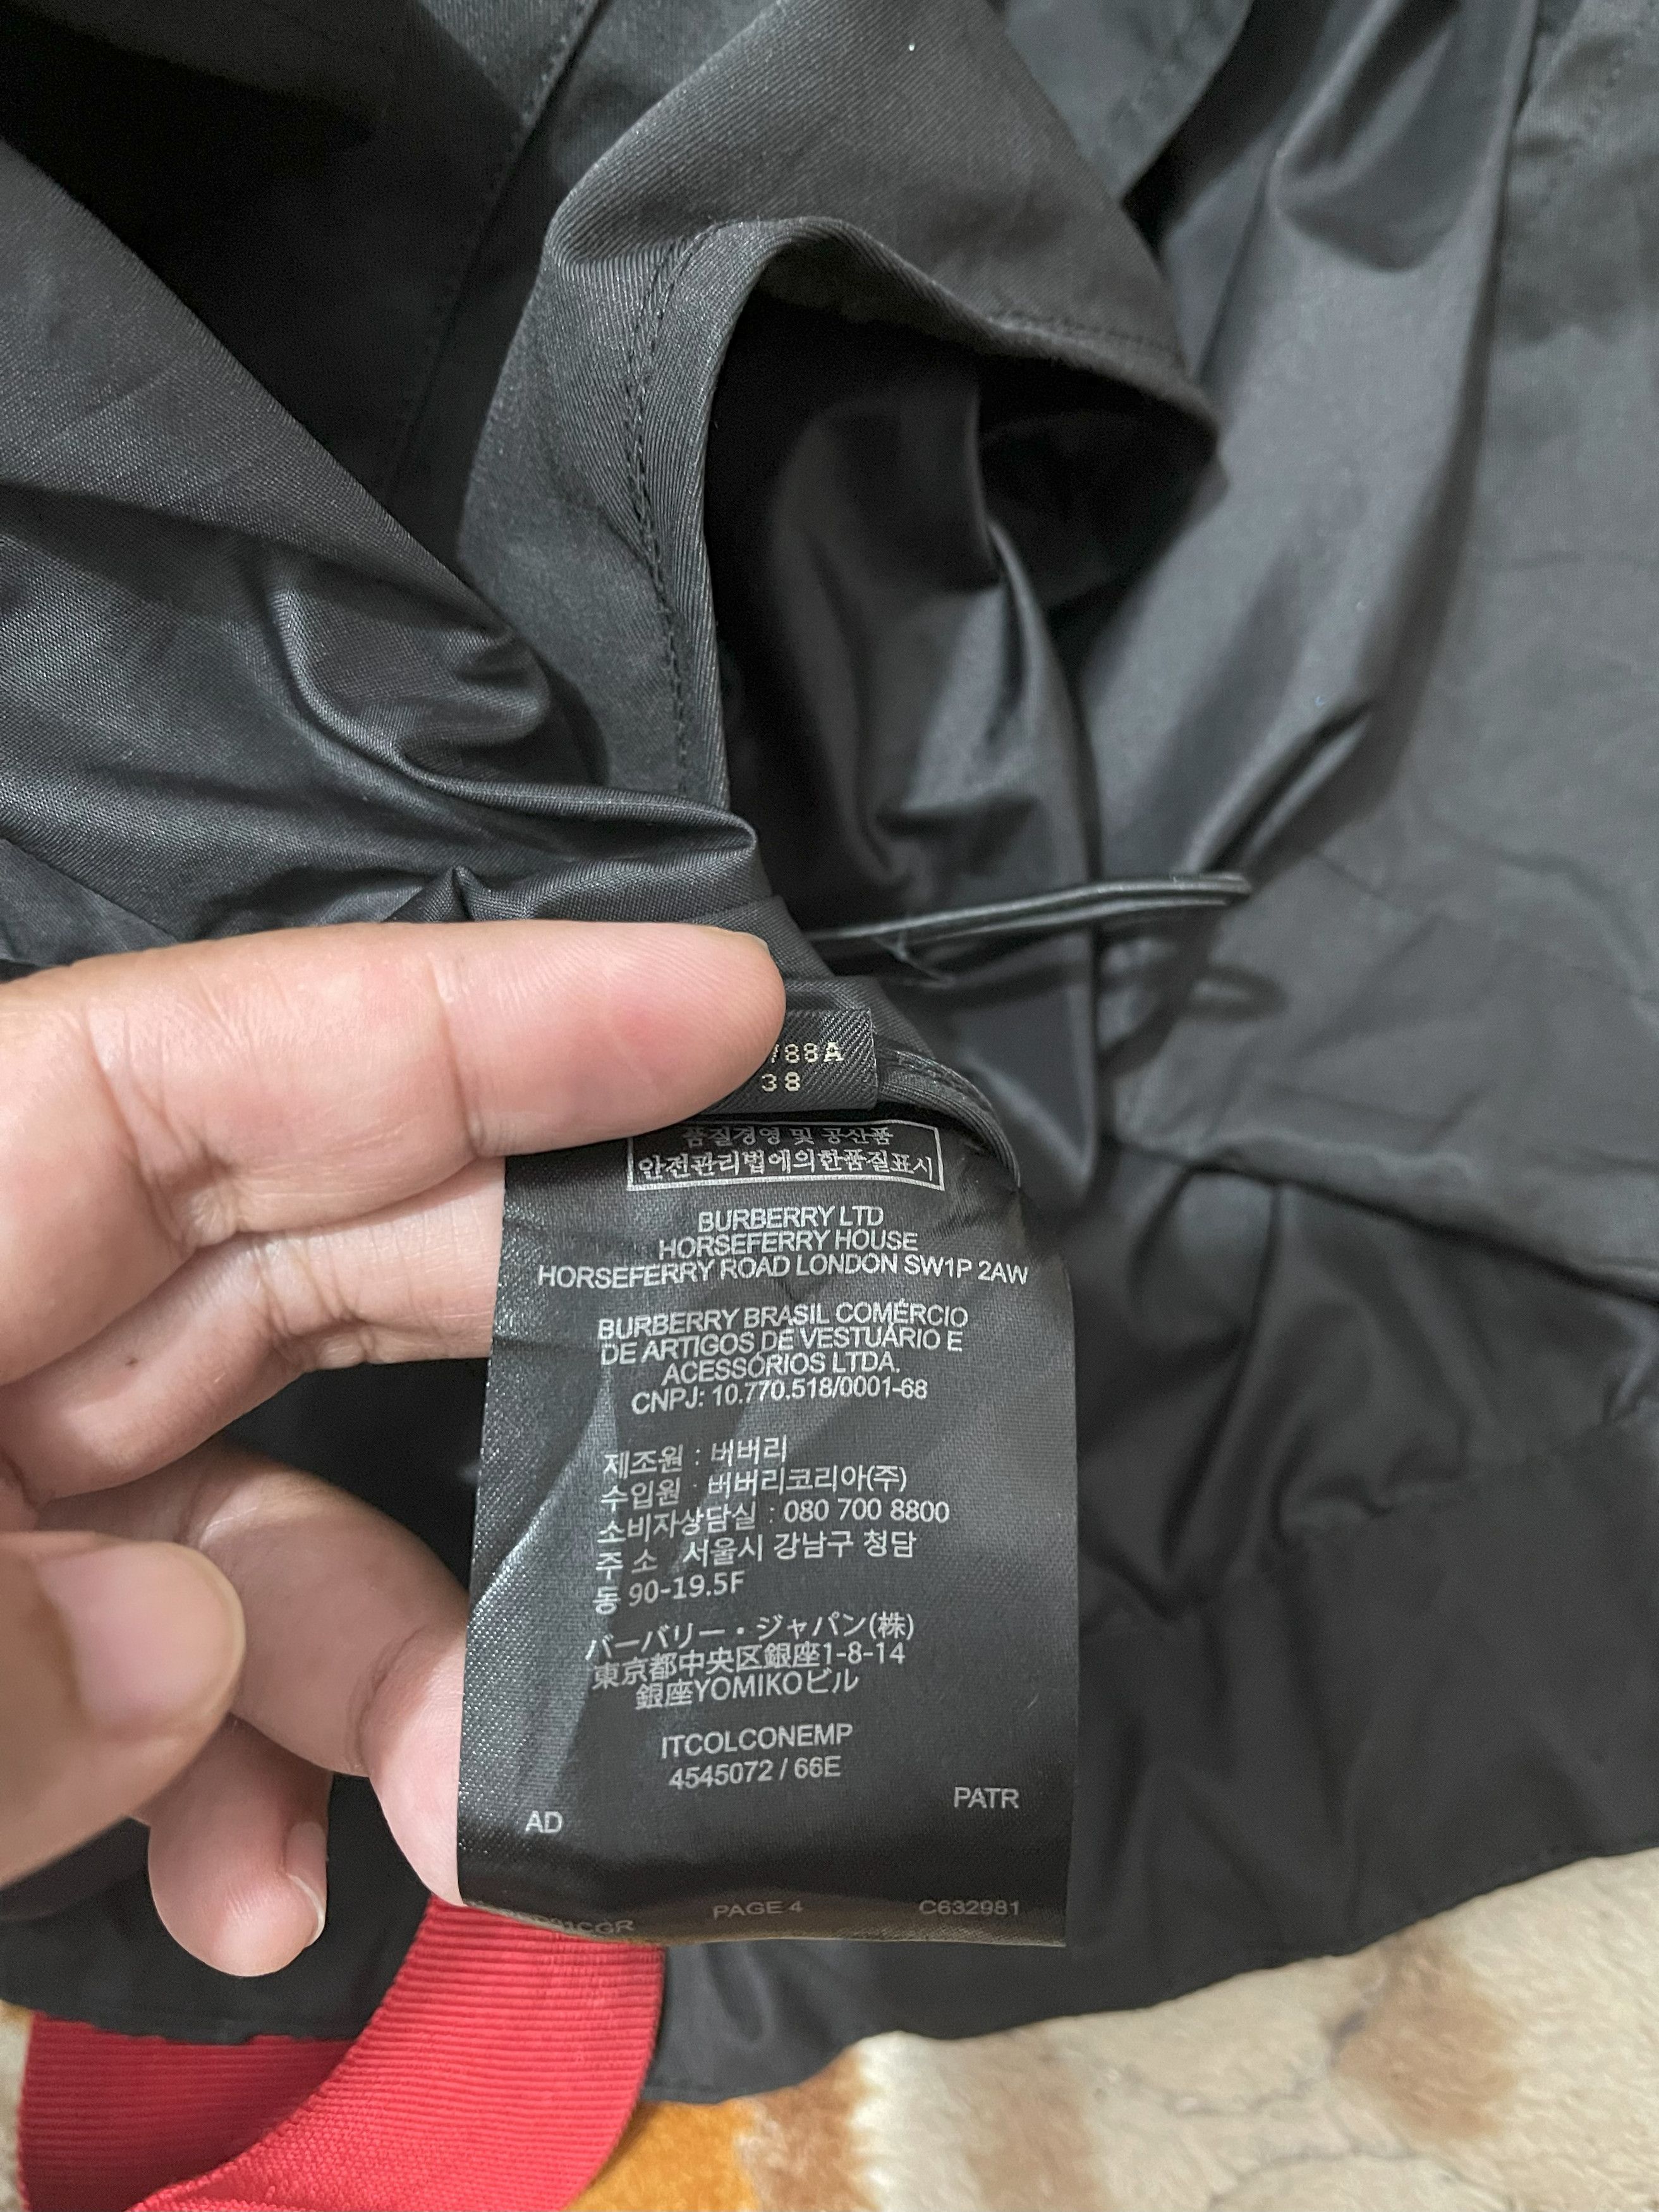 788A
38
품질경영 및 공산품
안전관리법에의한품질표시
BURBERRY LTD
HORSEFERRY HOUSE
HORSEFERRY ROAD LONDON SW1P 2AW
BURBERRY BRASIL COMÉRCIO
DE ARTIGOS DE VESTUÁRIO E
ACESSÓRIOS LTDA.
CNPJ: 10.770.518/0001-68
제조원 : 버버리
수입원 : 버버리코리아(주)
소비자상담실 : 080 700 8800
주 소 서울시 강남구 청담
동 90-19.5F
バーバリー・ジャパン(株)
東京都中央区銀座1-8-14
銀座YOMIKOビル
ITCOLCONEMP
4545072 / 66E
PATR
AD
PAGE 4 C632981